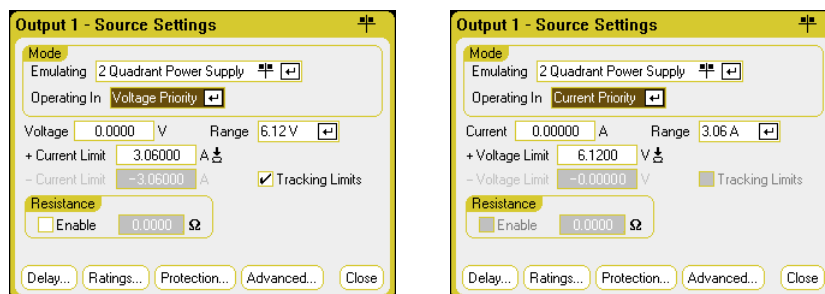 Output 1 - Source Settings
Mode
Emulating 2 Quadrant Power Supply
Operating In Voltage Priority
Voltage 0.0000 V Range 6.12 V
+ Current Limit 3.06000 A
- Current Limit -3.06000 A Tracking Limits
Resistance
Enable 0.0000 Ω
Delay... Ratings... Protection... Advanced... Close
Output 1 - Source Settings
Mode
Emulating 2 Quadrant Power Supply
Operating In Current Priority
Current 0.00000 A Range 3.06 A
+ Voltage Limit 6.1200 V
- Voltage Limit -0.00000 V Tracking Limits
Resistance
Enable 0.0000 Ω
Delay... Ratings... Protection... Advanced... Close